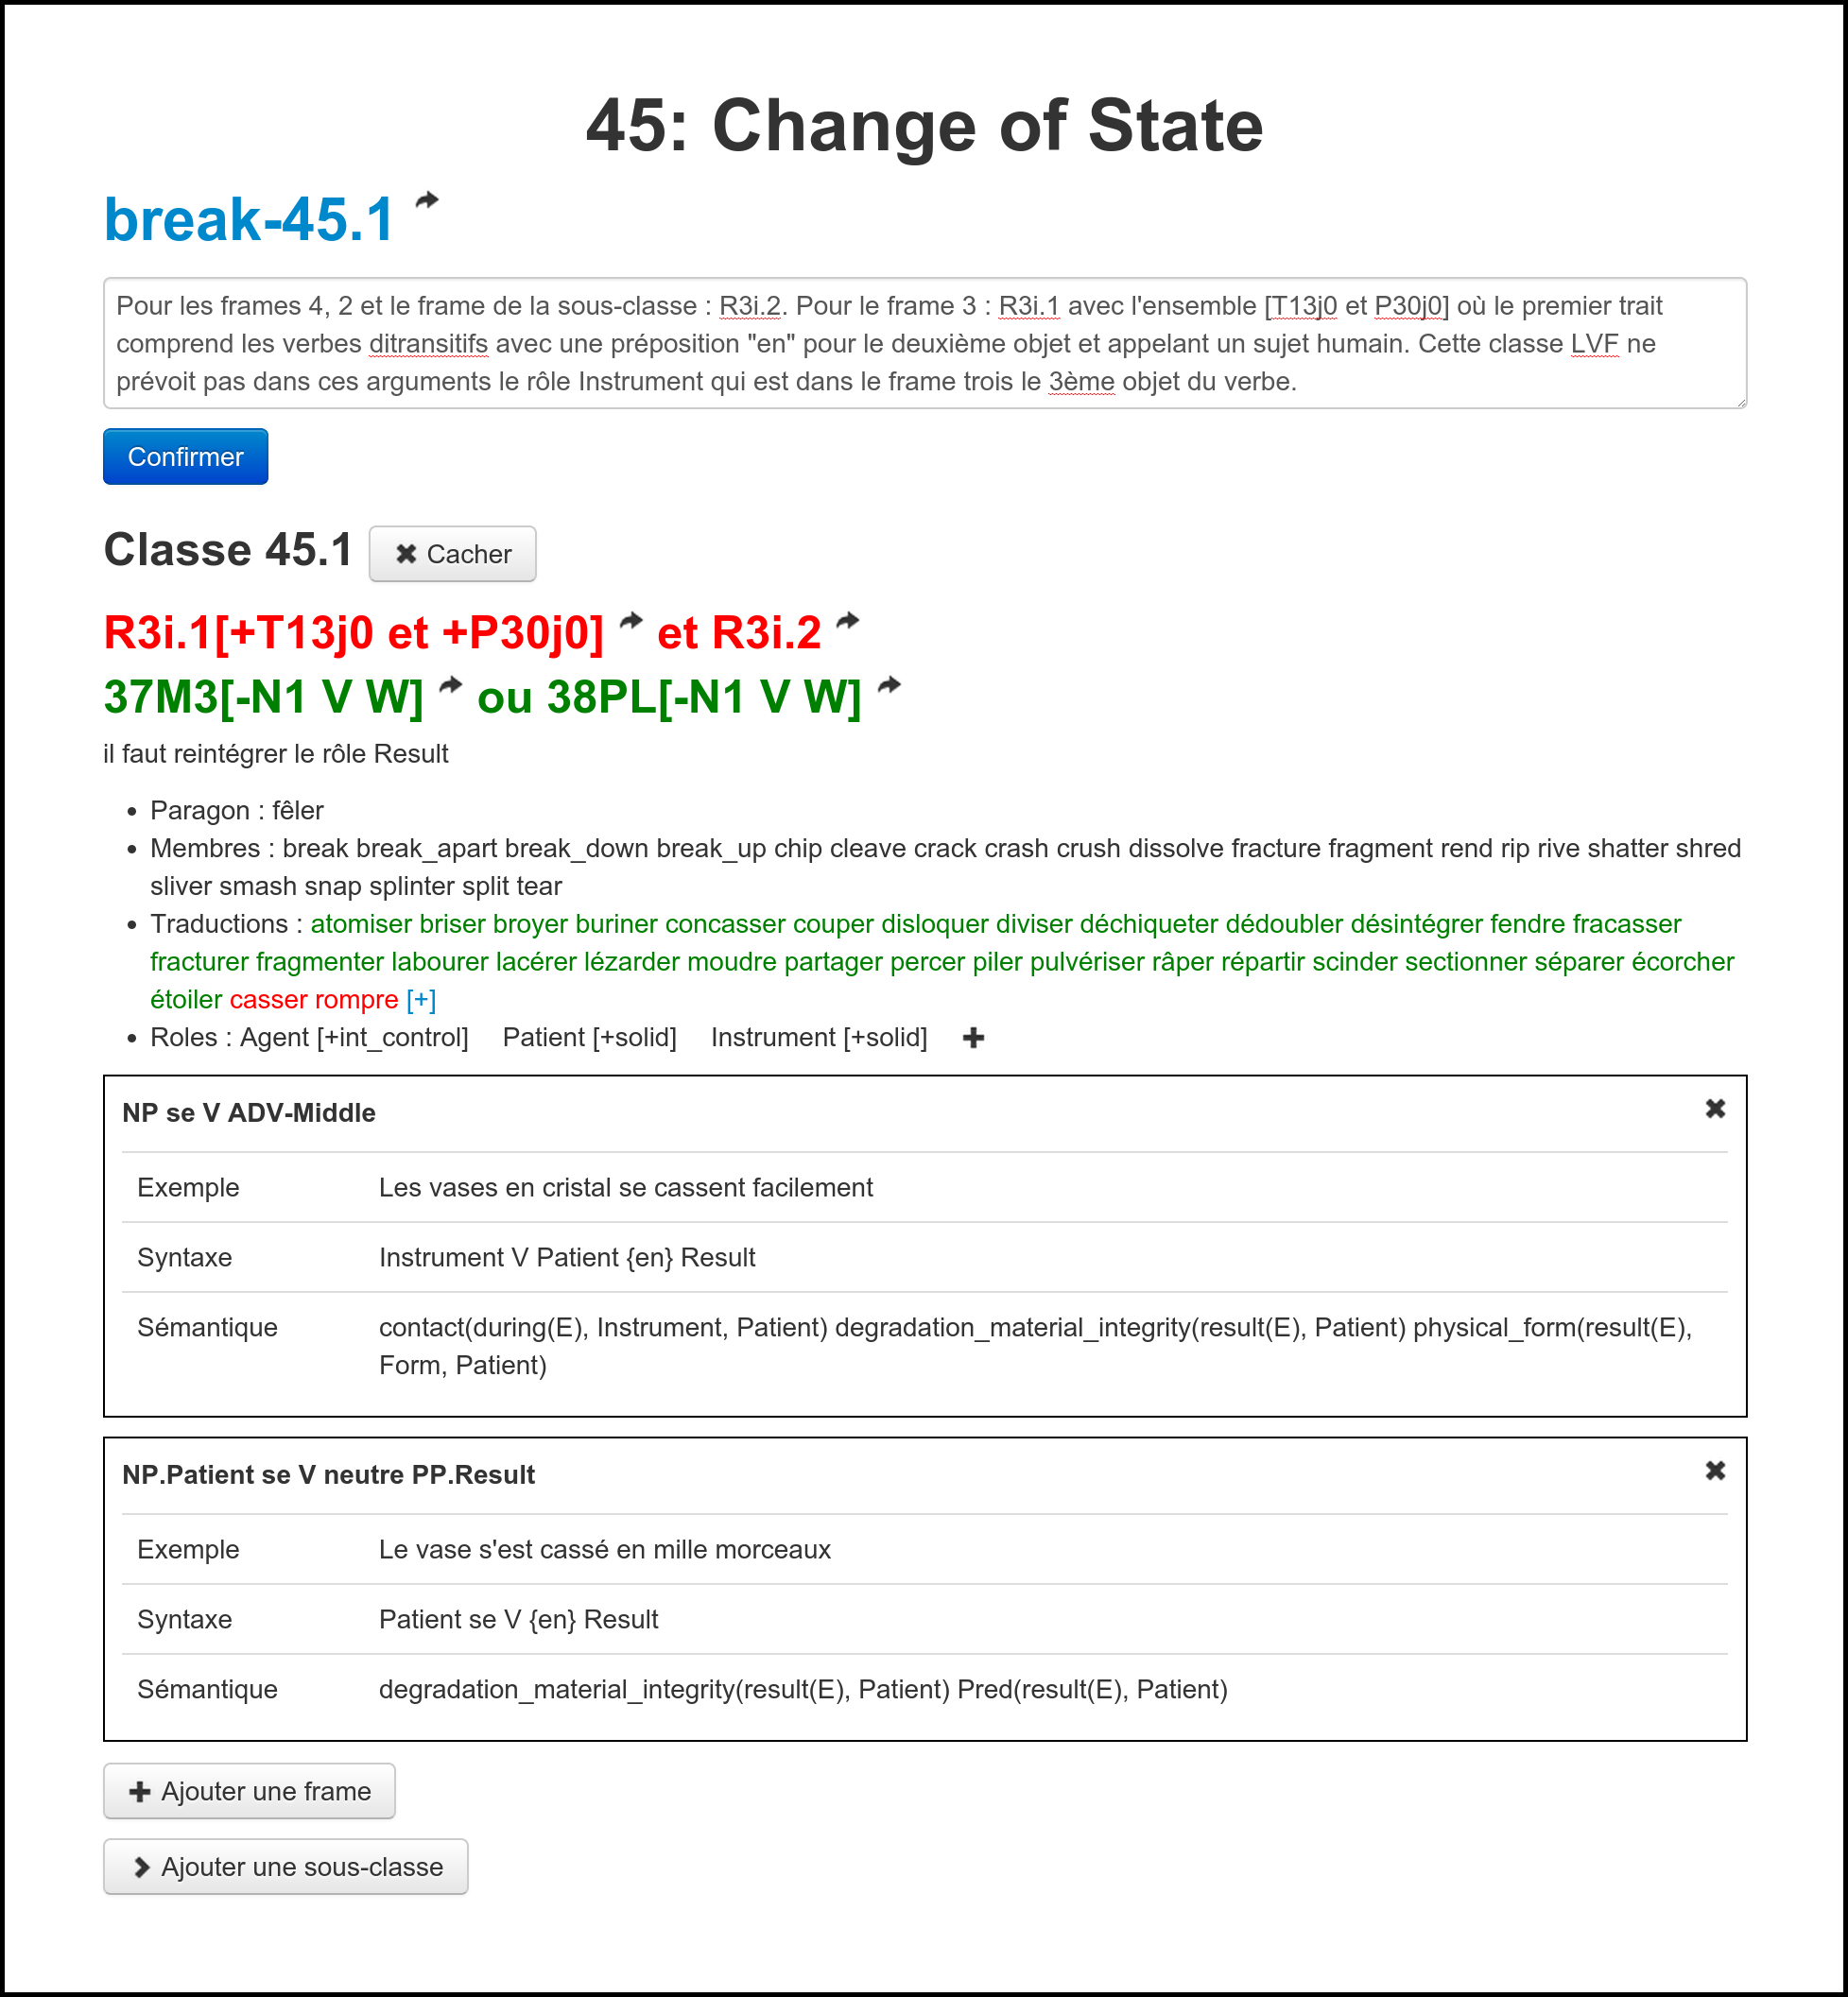 45: Change of State
break-45.1
Pour les frames 4, 2 et le frame de la sous-classe : R3i.2. Pour le frame 3 : R3i.1 avec l'ensemble [T13j0 et P30j0] où le premier trait
comprend les verbes ditransitifs avec une préposition "en" pour le deuxième objet et appelant un sujet humain. Cette classe LVF ne
prévoit pas dans ces arguments le rôle Instrument qui est dans le frame trois le 3ème objet du verbe.
Confirmer
Classe 45.1 Cacher
R3i.1[+T13j0 et +P30j0] et R3i.2
37M3[-N1 V W] ou 38PL[-N1 V W]
il faut reintégrer le rôle Result
• Paragon : fêler
• Membres : break break_apart break_down break_up chip cleave crack crash crush dissolve fracture fragment rend rip rive shatter shred
sliver smash snap splinter split tear
• Traductions : atomiser briser broyer buriner concasser couper disloquer diviser déchiqueter dédoubler désintégrer fendre fracasser
fracturer fragmenter labourer lacérer lézarder moudre partager percer piler pulvériser râper répartir scinder sectionner séparer écorcher
étoiler casser rompre [+]
• Roles : Agent [+int_control] Patient [+solid] Instrument [+solid]
NP se V ADV-Middle
Exemple Les vases en cristal se cassent facilement
Syntaxe Instrument V Patient {en} Result
Sémantique contact(during(E), Instrument, Patient) degradation_material_integrity(result(E), Patient) physical_form(result(E),
Form, Patient)
NP.Patient se V neutre PP.Result
Exemple Le vase s'est cassé en mille morceaux
Syntaxe Patient se V {en} Result
Sémantique degradation_material_integrity(result(E), Patient) Pred(result(E), Patient)
Ajouter une frame
Ajouter une sous-classe